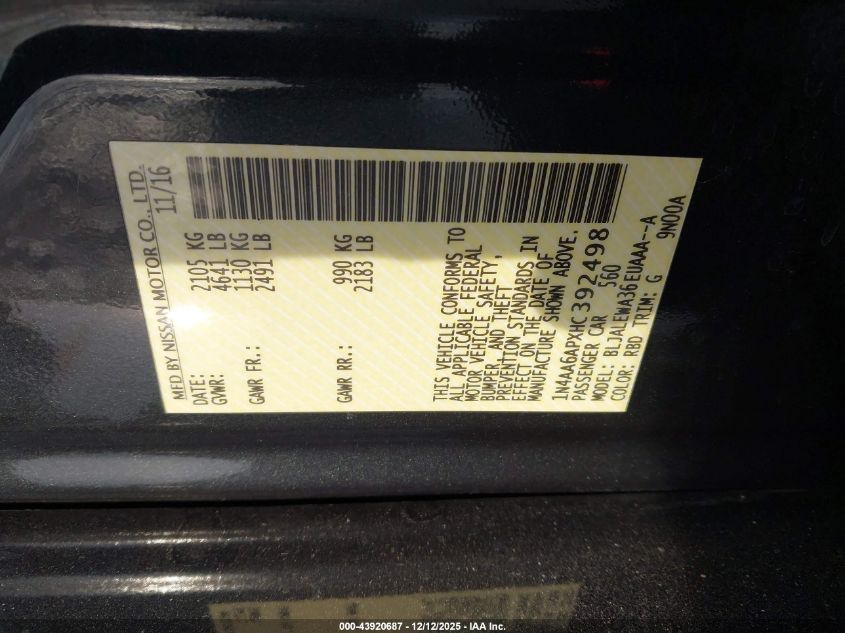 MFD BY NISSAN MOTOR CO., LTD.
DATE: 11/16
GVWR: 2105 KG
4641 LB
GAWR FR.: 1130 KG
2491 LB
GAWR RR.: 990 KG
2183 LB
THIS VEHICLE CONFORMS TO
ALL APPLICABLE FEDERAL
MOTOR VEHICLE SAFETY,
BUMPER, AND THEFT
PREVENTION STANDARDS IN
EFFECT ON THE DATE OF
MANUFACTURE SHOWN ABOVE.
1N4AA6APXHC392498
PASSENGER CAR 560
MODEL: BLJALEWA36EUAAA--A
COLOR: RBD TRIM: G 9N00A
000-43920687 - 12/12/2025 - IAA Inc.